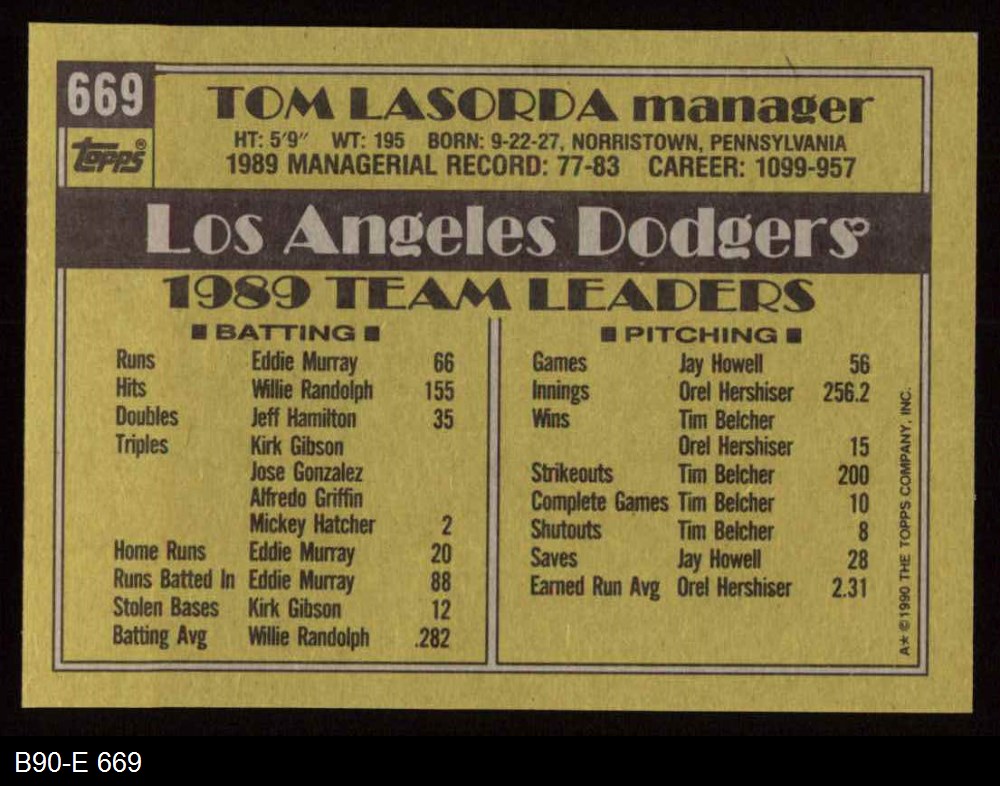 669
topps®
TOM LASORDA manager
HT: 5'9" WT: 195 BORN: 9-22-27, NORRISTOWN, PENNSYLVANIA
1989 MANAGERIAL RECORD: 77-83 CAREER: 1099-957
Los Angeles Dodgers
1989 TEAM LEADERS
■ BATTING ■
Runs Eddie Murray 66
Hits Willie Randolph 155
Doubles Jeff Hamilton 35
Triples Kirk Gibson
Jose Gonzalez
Alfredo Griffin
Mickey Hatcher 2
Home Runs Eddie Murray 20
Runs Batted In Eddie Murray 88
Stolen Bases Kirk Gibson 12
Batting Avg Willie Randolph .282
■ PITCHING ■
Games Jay Howell 56
Innings Orel Hershiser 256.2
Wins Tim Belcher
Orel Hershiser 15
Strikeouts Tim Belcher 200
Complete Games Tim Belcher 10
Shutouts Tim Belcher 8
Saves Jay Howell 28
Earned Run Avg Orel Hershiser 2.31
A* ©1990 THE TOPPS COMPANY, INC.
B90-E 669